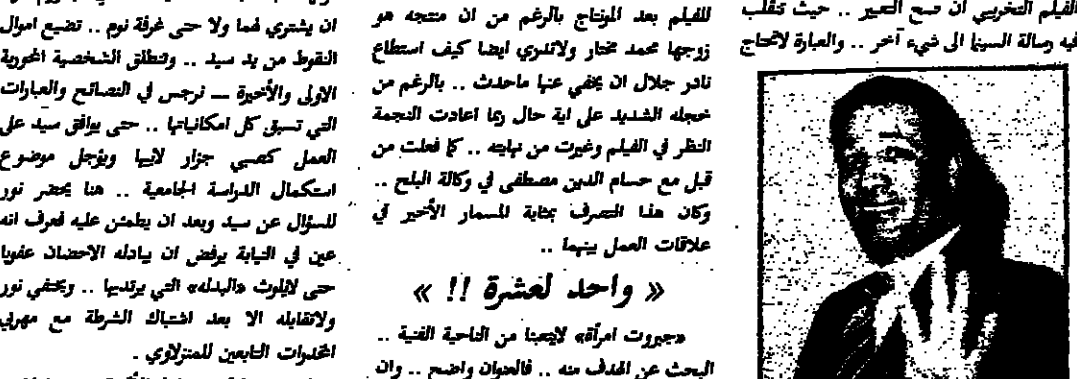 الفيلم التخريبي ان صح التعبير .. حيث تنقلب
فيه رسالة السينما الى شيء آخر .. والعبارة لاتحتاج
للفيلم بعد المونتاج بالرغم من ان منتجه هو
زوجها محمد مختار ولاندري ايضا كيف استطاع
نادر جلال ان يخفي عنها ماحدث .. بالرغم من
خجله الشديد على اية حال ربما اعادت النجمة
النظر في الفيلم وغيرت من نهايته .. كما فعلت من
قبل مع حسام الدين مصطفى في وكالة البلح ..
وكان هذا التصرف بمثابة المسمار الأخير في
علاقات العمل بينهما ..
« واحد لعشرة !! »
«جبروت امرأة» لايتعبنا من الناحية الفنية ..
البحث عن الهدف منه .. فالعنوان واضح .. وان
ان يشتري فما ولا حتى غرفة نوم .. تضيع اموال
النقوط من يد سيد .. وتنطلق الشخصية المحورية
الاولى والأخيرة — نرجس في النصائح والعبارات
التي تسبق كل امكانياتها .. حتى يوافق سيد على
العمل كصبي جزار لابيها ويؤجل موضوع
استكمال الدراسة الجامعية .. هنا يحضر نور
للسؤال عن سيد وبعد ان يطمئن عليه فعرف انه
عين في النيابة يرفض ان يبادله الاحضان عفويا
حتى لايلوث «البدله» التي يرتديها .. ويختفي نور
ولانقابله الا بعد اشتباك الشرطة مع مهربي
المخدرات التابعين للمنزلاوي .